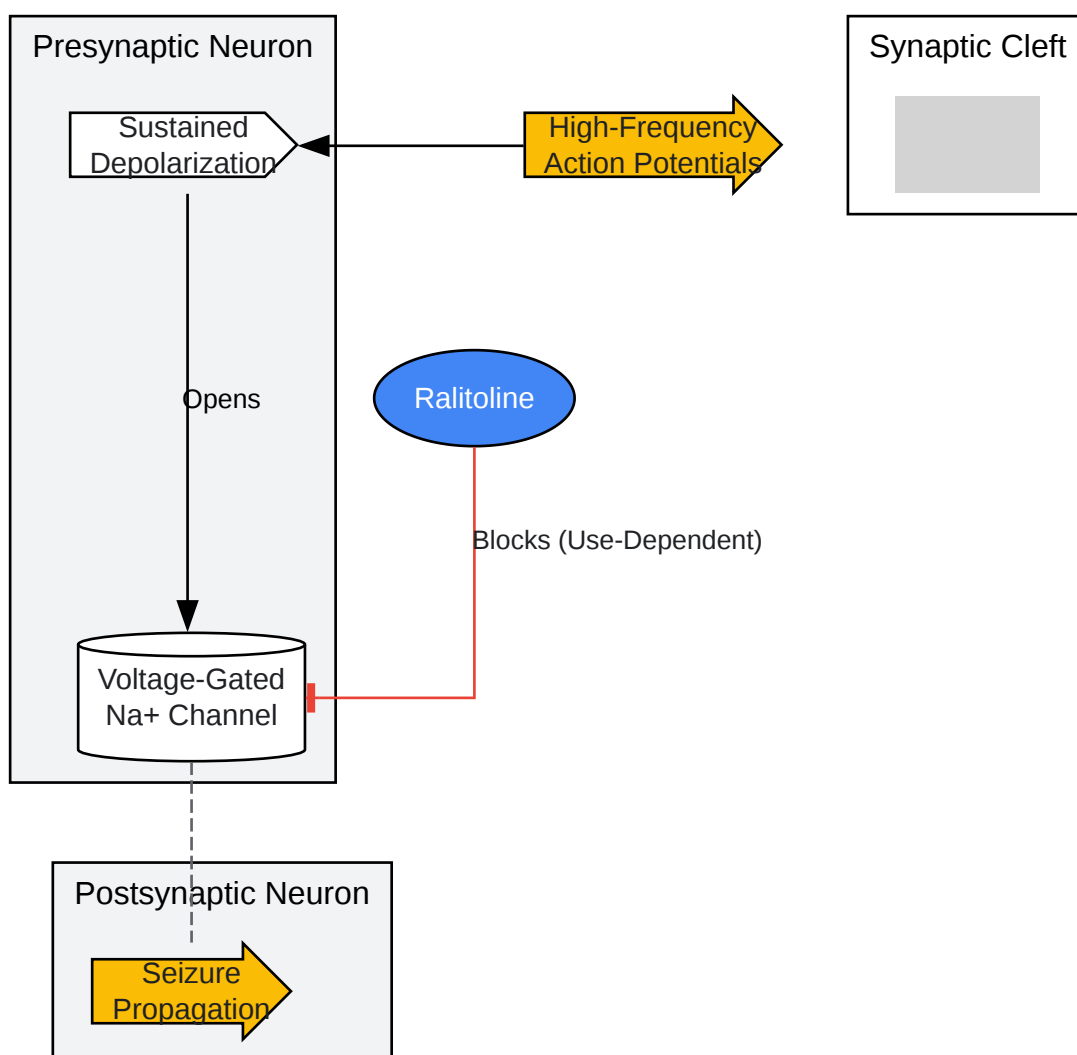 Presynaptic Neuron
Synaptic Cleft
Sustained
Depolarization
High-Frequency
Action Potentials
Opens
Ralitoline
Blocks (Use-Dependent)
Voltage-Gated
Na+ Channel
Postsynaptic Neuron
Seizure
Propagation